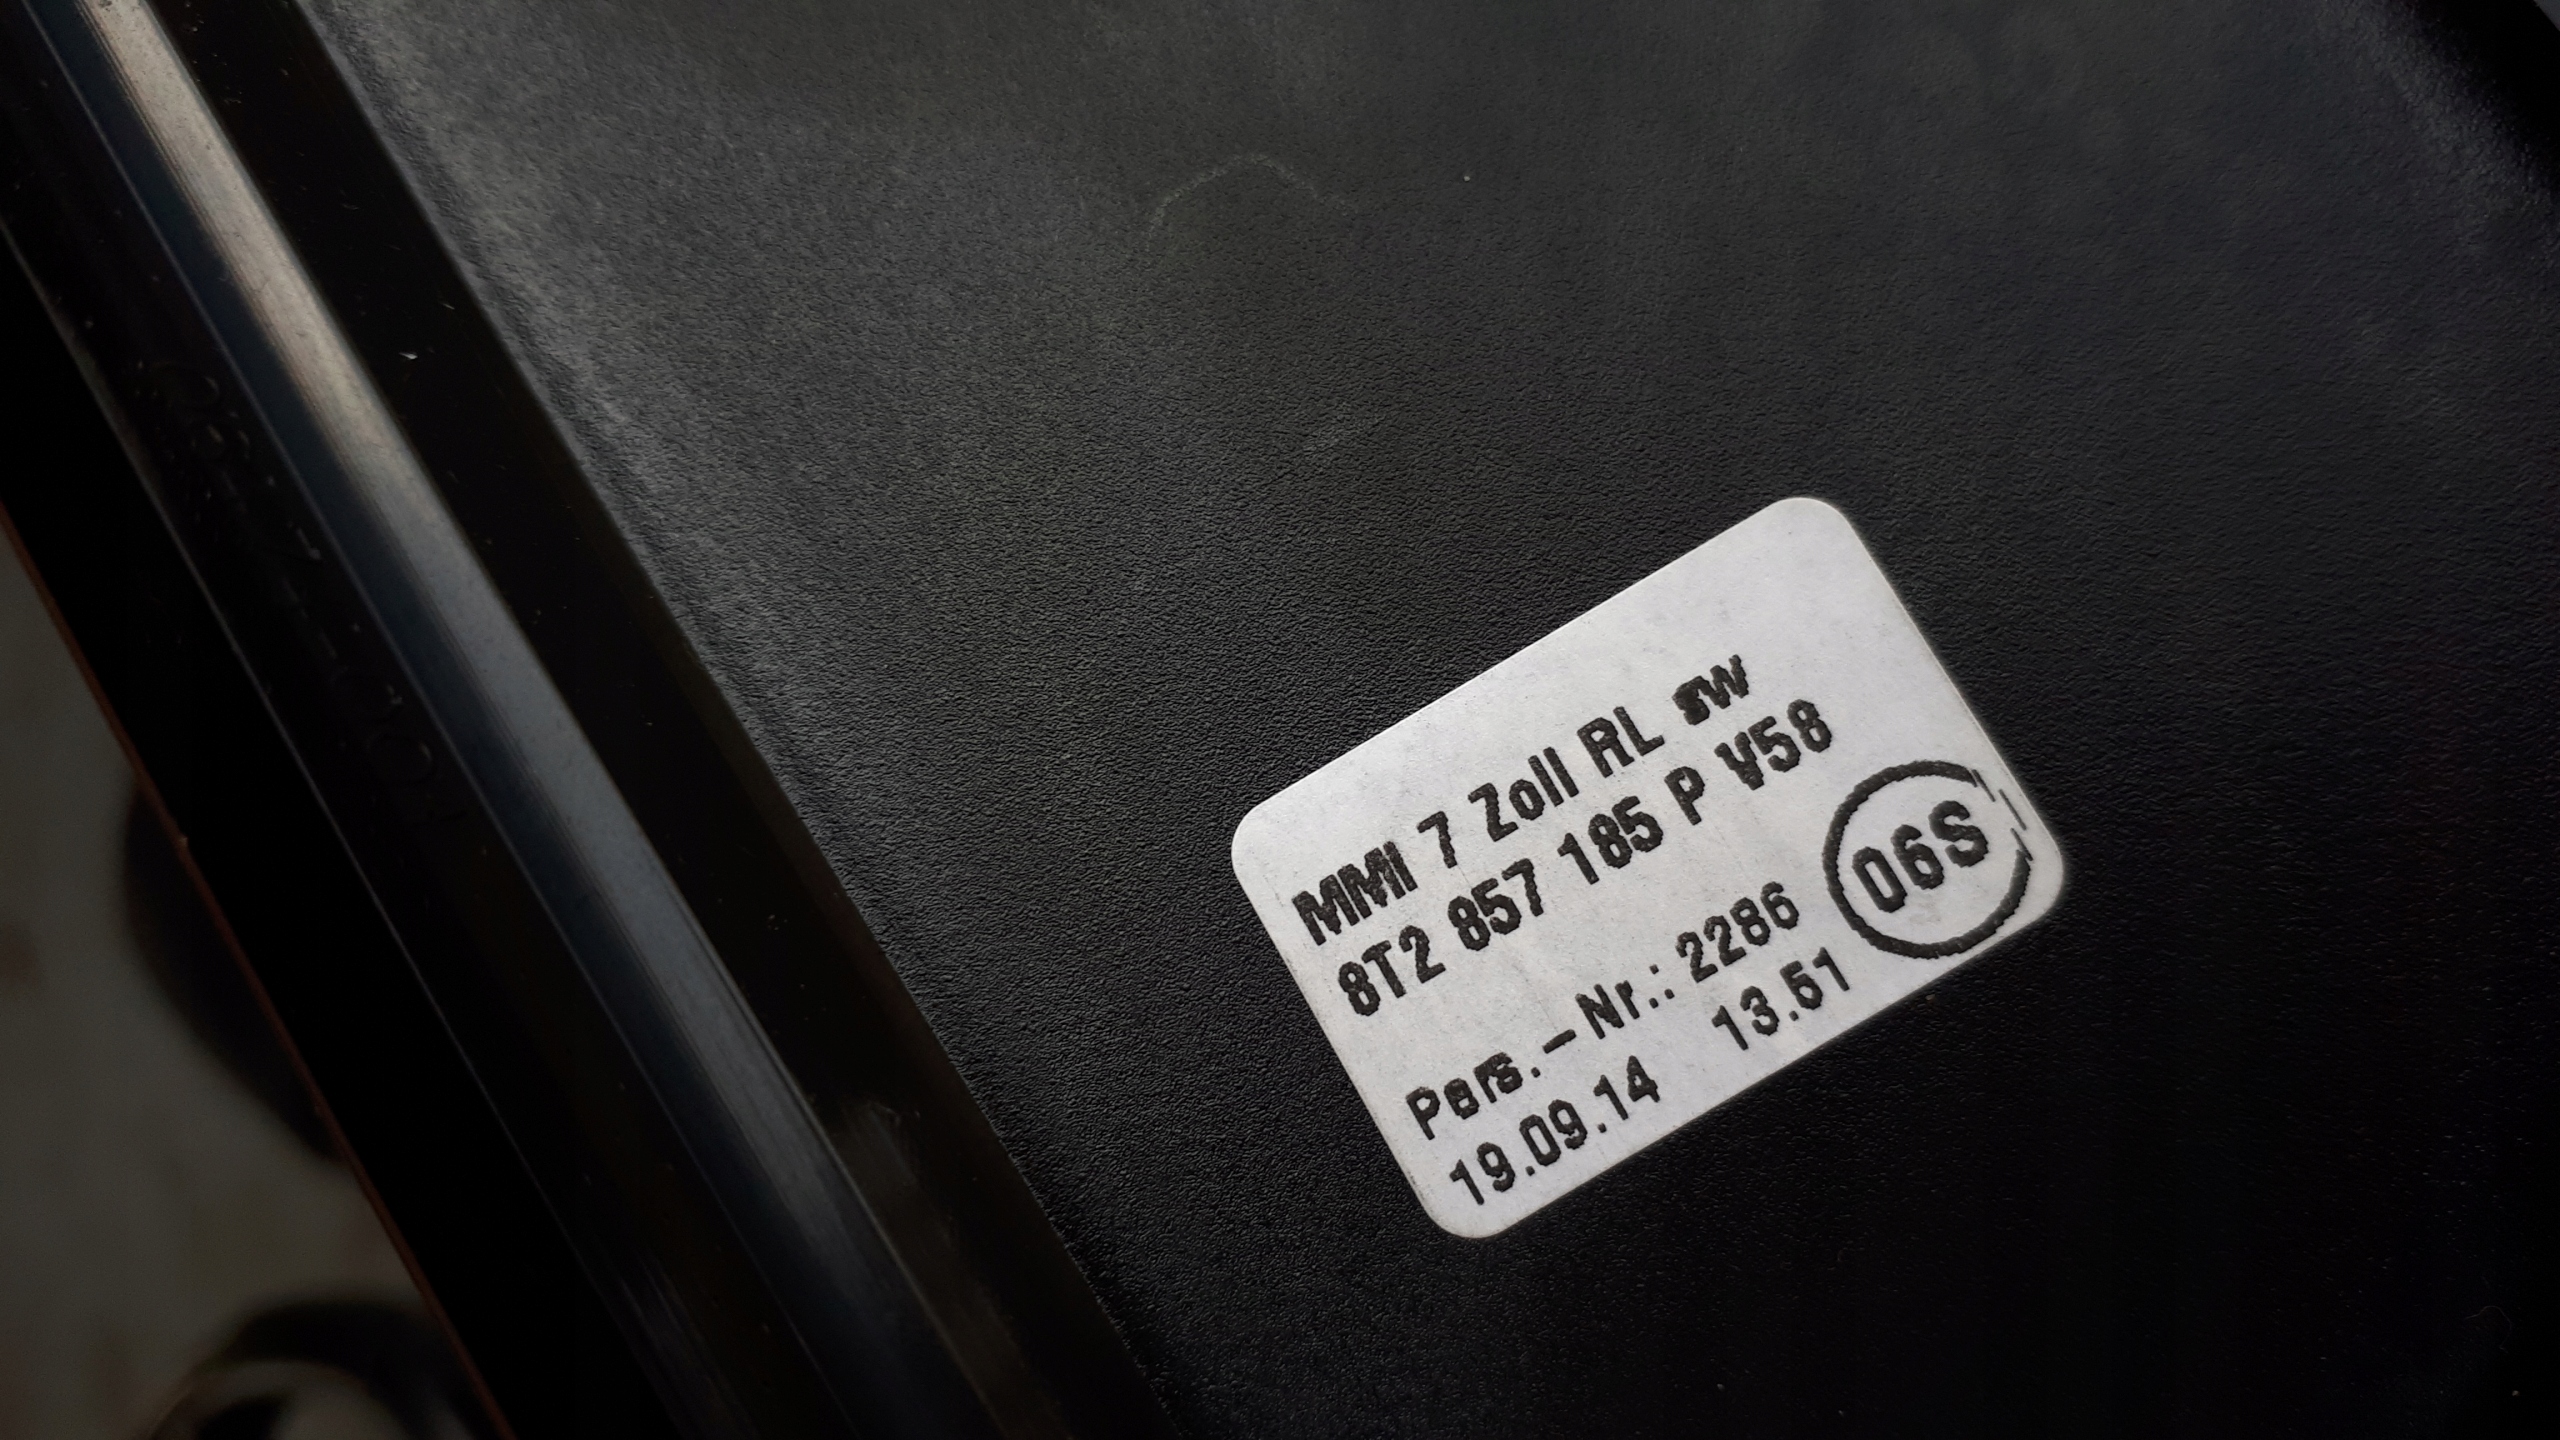 MMI 7 Zoll RL sw
8T2 857 185 P V58
06S
Pers.-Nr.: 2286
19.09.14 13.51